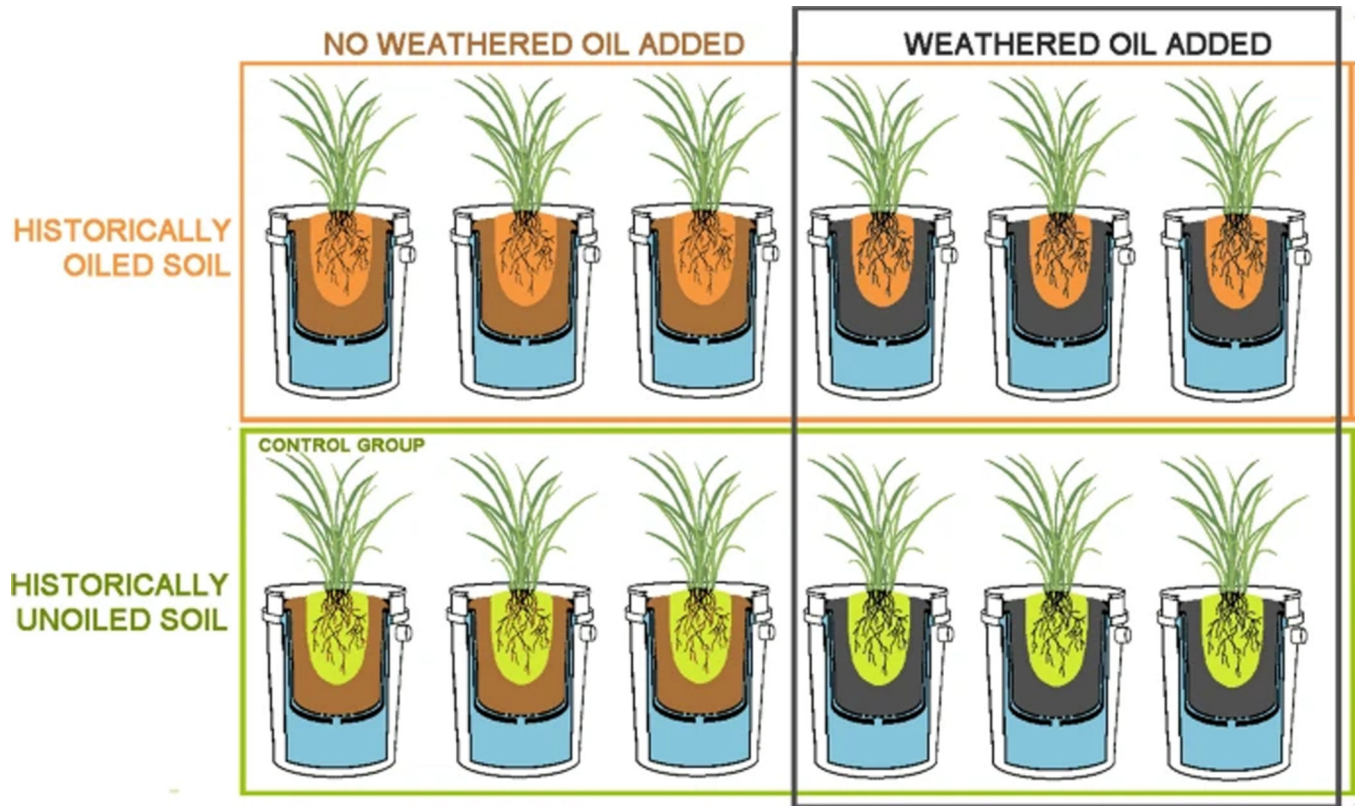 NO WEATHERED OIL ADDED
WEATHERED OIL ADDED
HISTORICALLY
OILED SOIL
CONTROL GROUP
HISTORICALLY
UNOILED SOIL